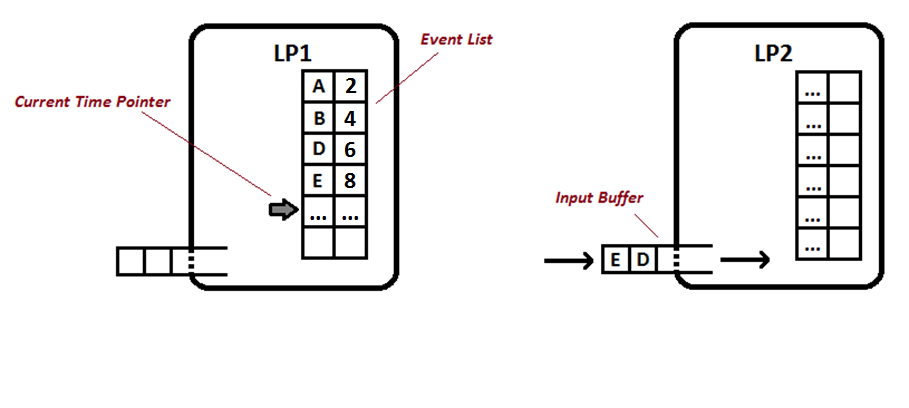 LP1
Event List
Current Time Pointer
A 2
B 4
D 6
E 8
... ...
LP2
...
...
...
...
...
...
Input Buffer
E D